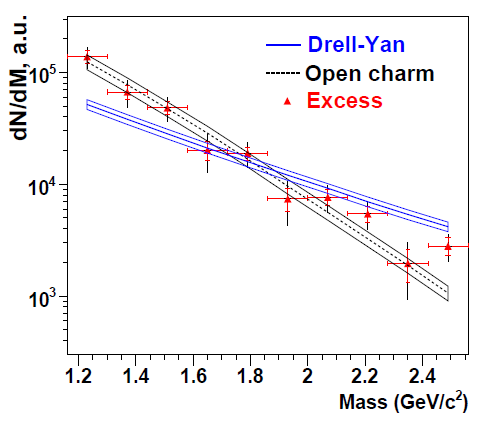 dN/dM, a.u.
Drell-Yan
Open charm
Excess
10⁵
10⁴
10³
1.2 1.4 1.6 1.8 2 2.2 2.4
Mass (GeV/c²)